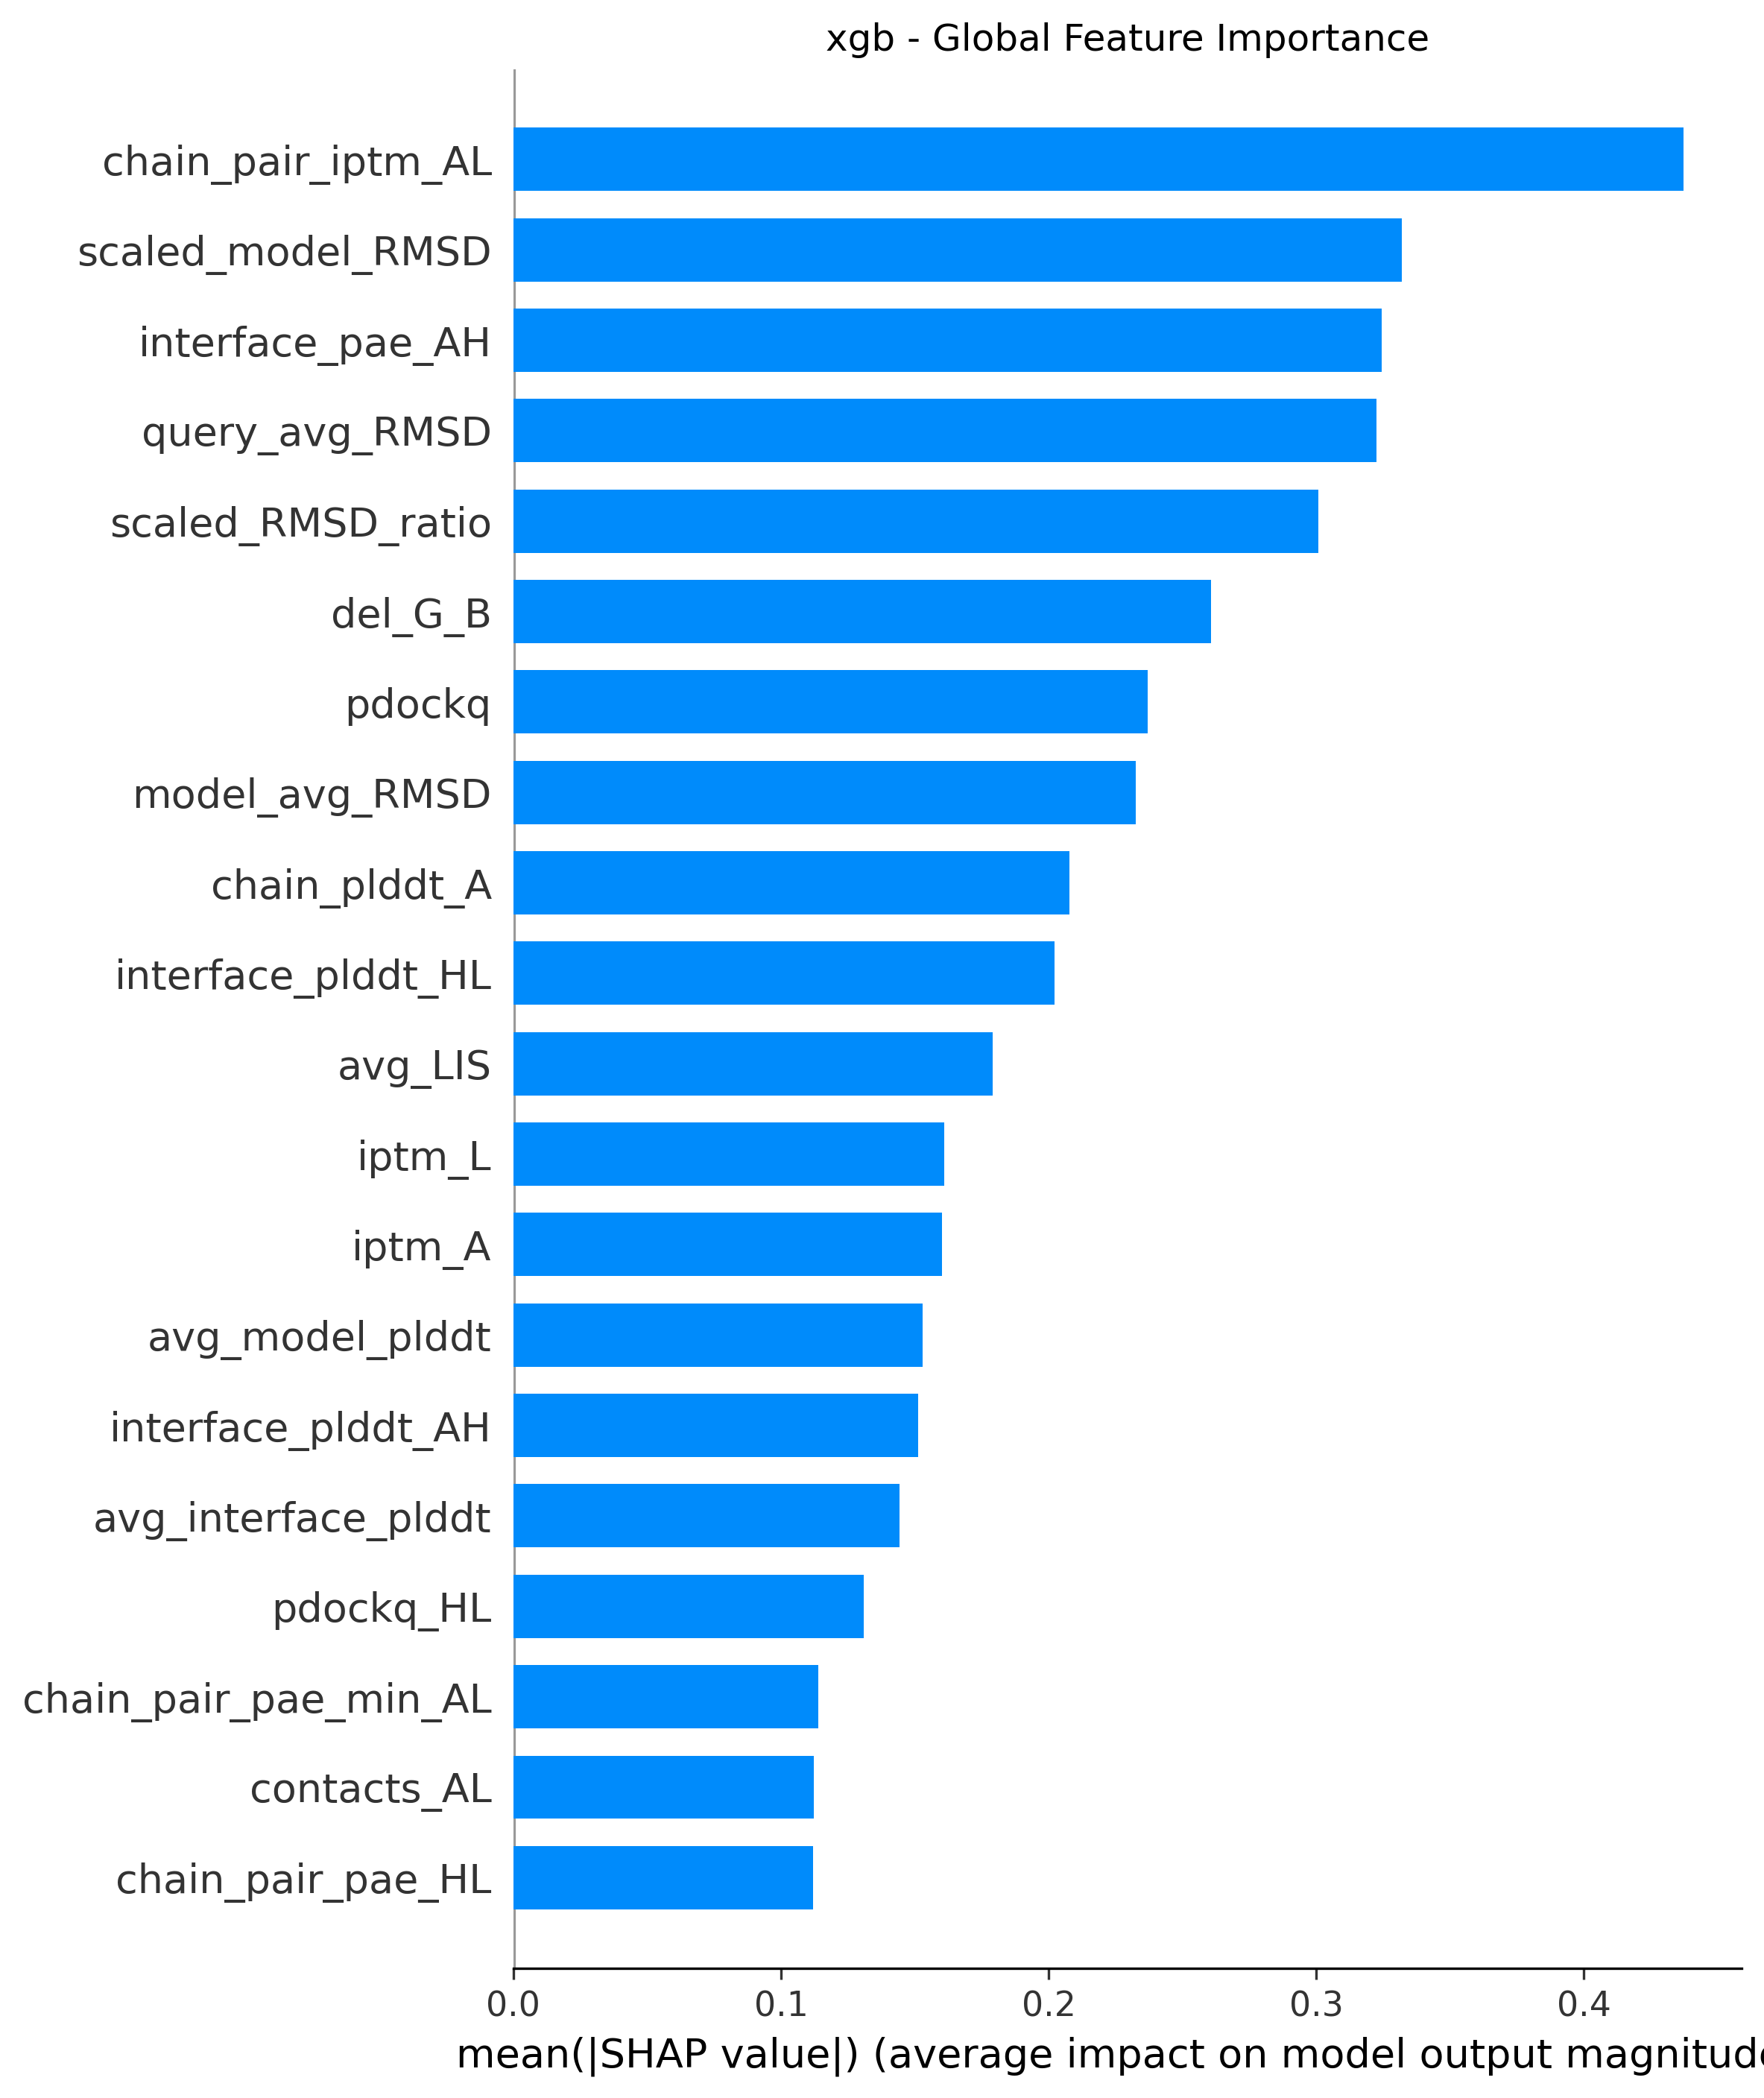 xgb - Global Feature Importance
chain_pair_iptm_AL
scaled_model_RMSD
interface_pae_AH
query_avg_RMSD
scaled_RMSD_ratio
del_G_B
pdockq
model_avg_RMSD
chain_plddt_A
interface_plddt_HL
avg_LIS
iptm_L
iptm_A
avg_model_plddt
interface_plddt_AH
avg_interface_plddt
pdockq_HL
chain_pair_pae_min_AL
contacts_AL
chain_pair_pae_HL
0.0 0.1 0.2 0.3 0.4
mean(|SHAP value|) (average impact on model output magnitude